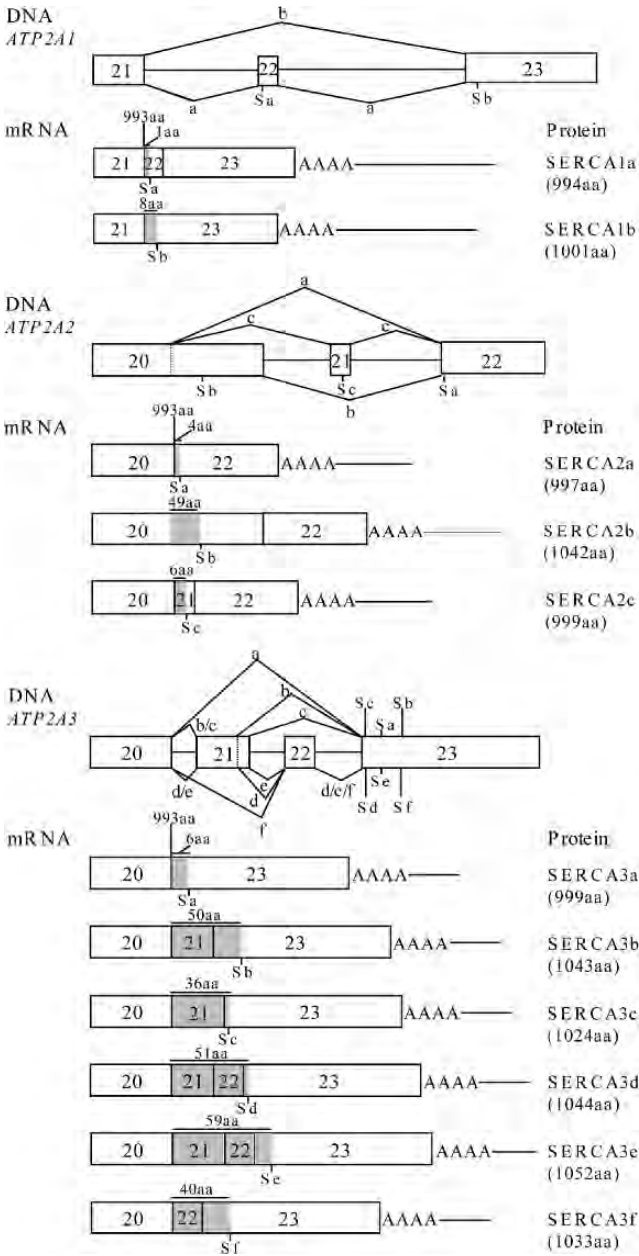 DNA
ATP2A1
b
21 22 23
a Sa a Sb
mRNA 993aa Protein
1aa
21 22 23 AAAA SERCA1a
Sa (994aa)
8aa
21 23 AAAA SERCA1b
Sb (1001aa)
DNA
ATP2A2
a
c c
20 21 22
Sb Sc Sa
b
mRNA 993aa Protein
4aa
20 22 AAAA SERCA2a
Sa (997aa)
49aa
20 22 AAAA SERCA2b
Sb (1042aa)
6aa
20 21 22 AAAA SERCA2c
Sc (999aa)
DNA
ATP2A3
a
b Sc Sb
b/c c Sa
20 21 22 23
d/e e d/e/f Se
d Sd Sf
f
mRNA 993aa Protein
6aa
20 23 AAAA SERCA3a
Sa (999aa)
50aa
20 21 23 AAAA SERCA3b
Sb (1043aa)
36aa
20 21 23 AAAA SERCA3c
Sc (1024aa)
51aa
20 21 22 23 AAAA SERCA3d
Sd (1044aa)
59aa
20 21 22 23 AAAA SERCA3e
Se (1052aa)
40aa
20 22 23 AAAA SERCA3f
Sf (1033aa)